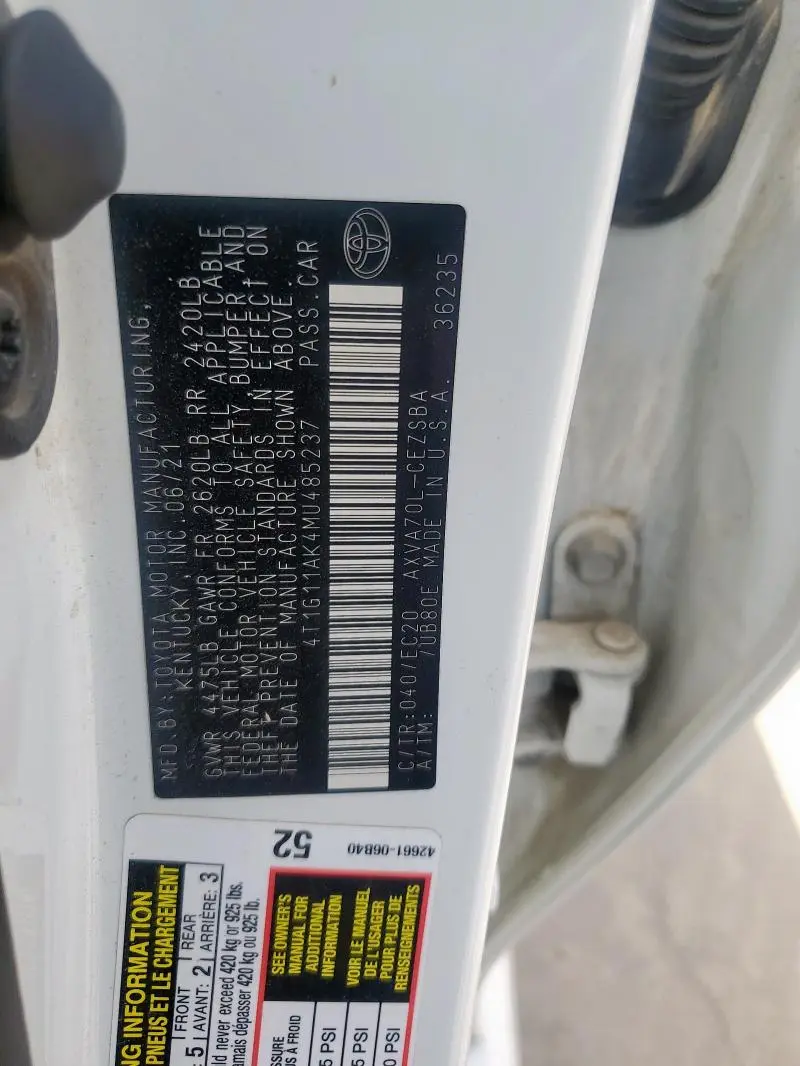 MFD.BY:TOYOTA MOTOR MANUFACTURING,
KENTUCKY,INC.06/21
GVWR 4475LB GAWR FR 2620LB RR 2420LB
THIS VEHICLE CONFORMS TO ALL APPLICABLE
FEDERAL MOTOR VEHICLE SAFETY,BUMPER,AND
THEFT PREVENTION STANDARDS IN EFFECT ON
THE DATE OF MANUFACTURE SHOWN ABOVE.
4T1G11AK4MU485237 PASS.CAR
C/TR:040/EC20 AXVA70L-CEZSBA
A/TM: /UB80E MADE IN U.S.A. 36235
52
42661-06B40
NG INFORMATION
PNEUS ET LE CHARGEMENT
5 FRONT AVANT: 2 REAR ARRIÈRE: 3
ld never exceed 420 kg or 925 lbs.
amais dépasser 420 kg ou 925 lb.
SEE OWNER'S
MANUAL FOR
ADDITIONAL
INFORMATION
VOIR LE MANUEL
DE L'USAGER
POUR PLUS DE
RENSEIGNEMENTS
SSURE
S À FROID
5 PSI
5 PSI
0 PSI